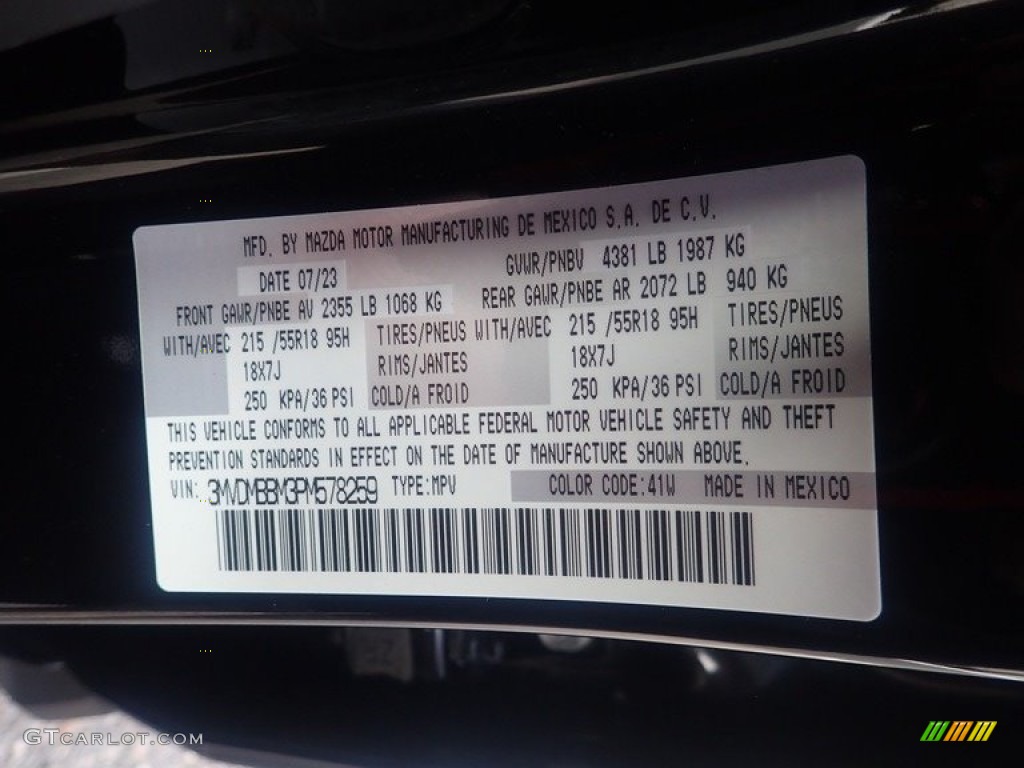 MFD. BY MAZDA MOTOR MANUFACTURING DE MEXICO S.A. DE C.V.
DATE 07/23 GVWR/PNBV 4381 LB 1987 KG
FRONT GAWR/PNBE AV 2355 LB 1068 KG REAR GAWR/PNBE AR 2072 LB 940 KG
WITH/AVEC 215 /55R18 95H TIRES/PNEUS WITH/AVEC 215 /55R18 95H TIRES/PNEUS
18X7J RIMS/JANTES 18X7J RIMS/JANTES
250 KPA/36 PSI COLD/A FROID 250 KPA/36 PSI COLD/A FROID
THIS VEHICLE CONFORMS TO ALL APPLICABLE FEDERAL MOTOR VEHICLE SAFETY AND THEFT
PREVENTION STANDARDS IN EFFECT ON THE DATE OF MANUFACTURE SHOWN ABOVE.
VIN: 3MVDMBBM3PM578259 TYPE:MPV COLOR CODE:41W MADE IN MEXICO
GTCARLOT.COM